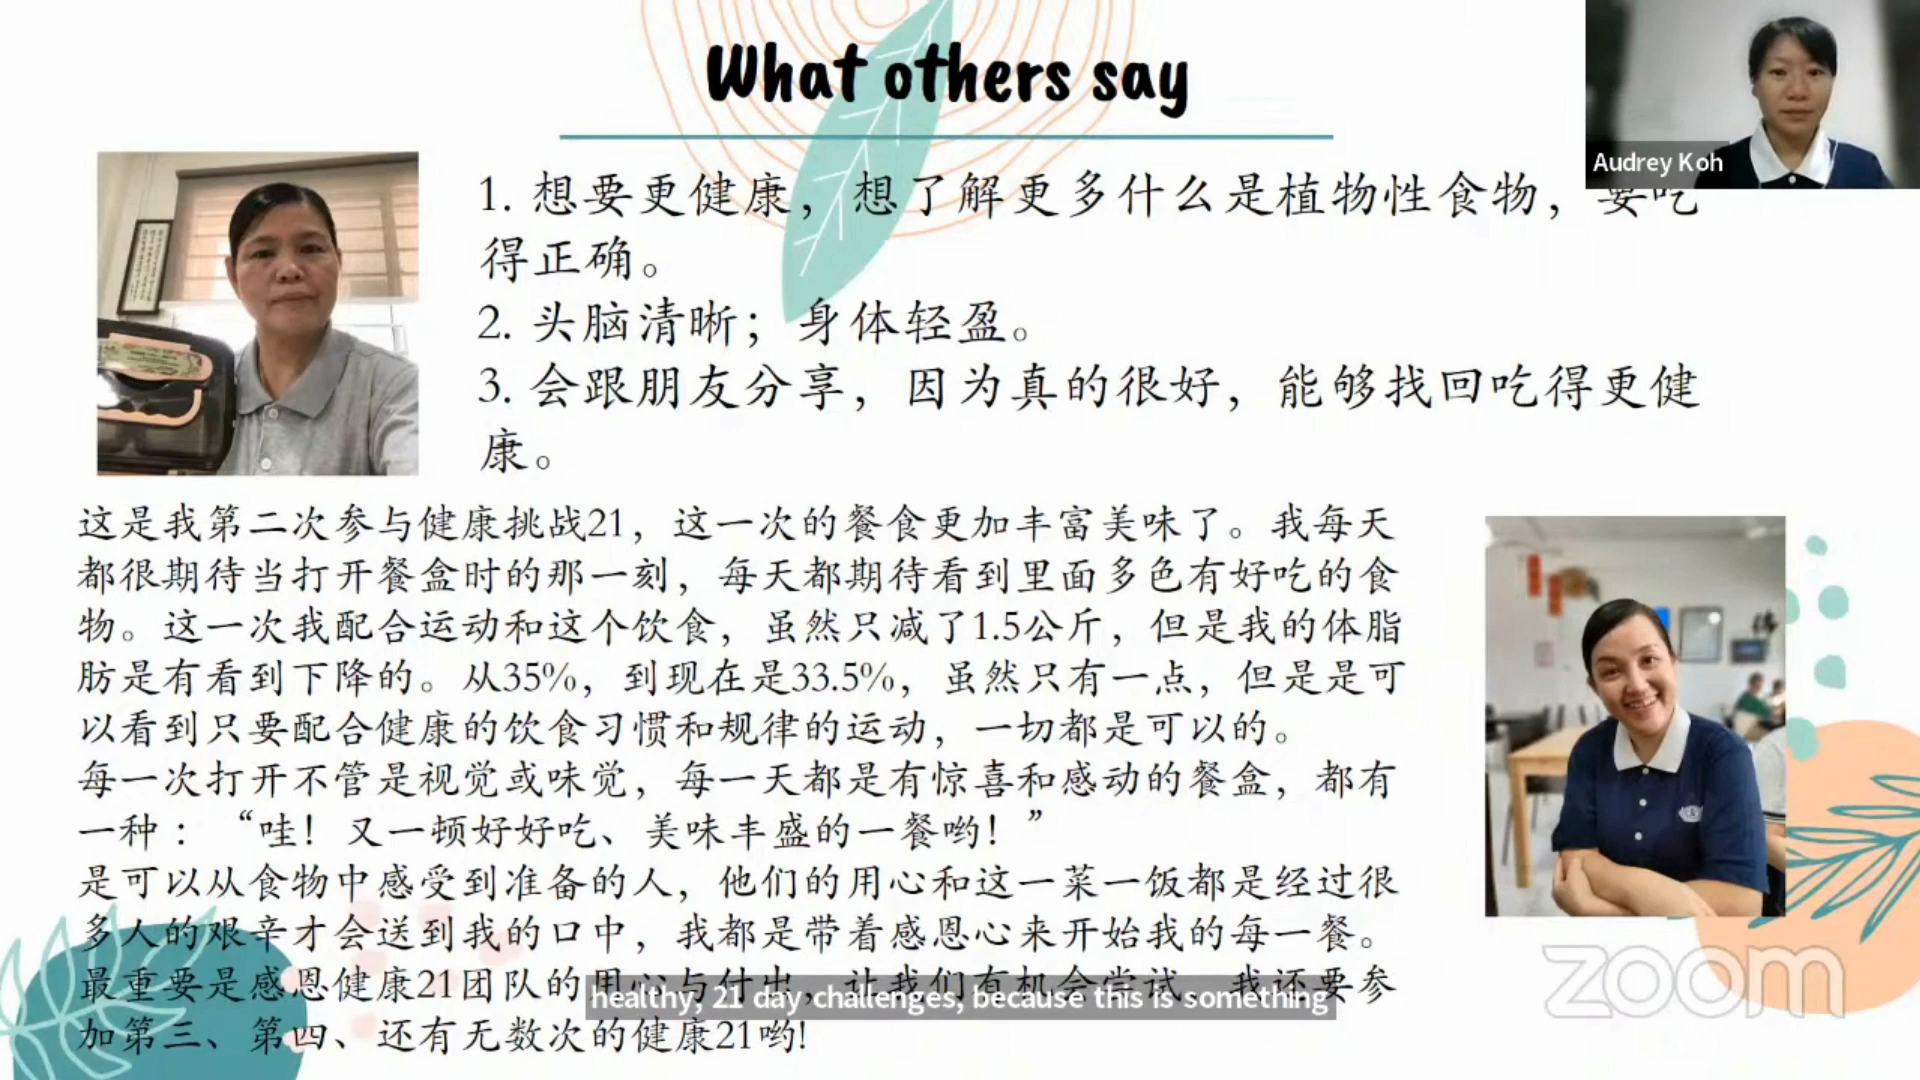 What others say
Audrey Koh
1. 想要更健康，想了解更多什么是植物性食物，要吃
得正确。
2. 头脑清晰；身体轻盈。
3. 会跟朋友分享，因为真的很好，能够找回吃得更健
康。
这是我第二次参与健康挑战21，这一次的餐食更加丰富美味了。我每天
都很期待当打开餐盒时的那一刻，每天都期待看到里面多色有好吃的食
物。这一次我配合运动和这个饮食，虽然只减了1.5公斤，但是我的体脂
肪是有看到下降的。从35%，到现在是33.5%，虽然只有一点，但是是可
以看到只要配合健康的饮食习惯和规律的运动，一切都是可以的。
每一次打开不管是视觉或味觉，每一天都是有惊喜和感动的餐盒，都有
一种：“哇！又一顿好好吃、美味丰盛的一餐哟！”
是可以从食物中感受到准备的人，他们的用心和这一菜一饭都是经过很
多人的艰辛才会送到我的口中，我都是带着感恩心来开始我的每一餐。
最重要是感恩健康21团队的用心与付出，让我们有机会尝试。我还要参
加第三、第四、还有无数次的健康21哟!
healthy, 21 day challenges, because this is something
zoom